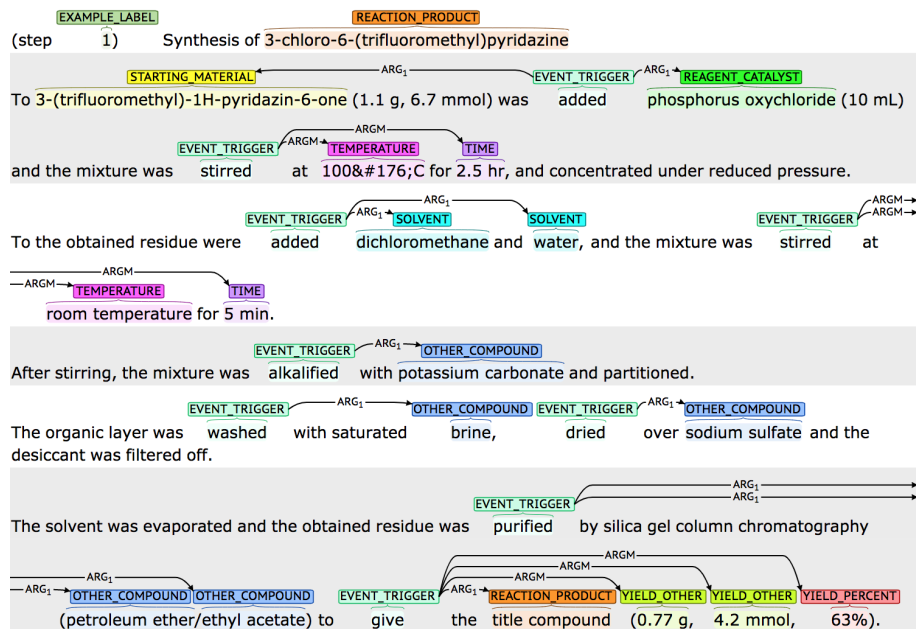 EXAMPLE_LABEL REACTION_PRODUCT
(step 1) Synthesis of 3-chloro-6-(trifluoromethyl)pyridazine
STARTING_MATERIAL ARG1 EVENT_TRIGGER ARG1 REAGENT_CATALYST
To 3-(trifluoromethyl)-1H-pyridazin-6-one (1.1 g, 6.7 mmol) was added phosphorus oxychloride (10 mL)
ARGM
EVENT_TRIGGER ARGM TEMPERATURE TIME
and the mixture was stirred at 100&#176;C for 2.5 hr, and concentrated under reduced pressure.
ARG1 ARGM
EVENT_TRIGGER ARG1 SOLVENT SOLVENT EVENT_TRIGGER ARGM
To the obtained residue were added dichloromethane and water, and the mixture was stirred at
ARGM
ARGM TEMPERATURE TIME
room temperature for 5 min.
EVENT_TRIGGER ARG1 OTHER_COMPOUND
After stirring, the mixture was alkalified with potassium carbonate and partitioned.
EVENT_TRIGGER ARG1 OTHER_COMPOUND EVENT_TRIGGER ARG1 OTHER_COMPOUND
The organic layer was washed with saturated brine, dried over sodium sulfate and the
desiccant was filtered off.
ARG1
EVENT_TRIGGER ARG1
The solvent was evaporated and the obtained residue was purified by silica gel column chromatography
ARGM
ARG1 ARGM
ARG1 OTHER_COMPOUND OTHER_COMPOUND EVENT_TRIGGER ARG1 REACTION_PRODUCT ARGM YIELD_OTHER YIELD_OTHER YIELD_PERCENT
(petroleum ether/ethyl acetate) to give the title compound (0.77 g, 4.2 mmol, 63%).